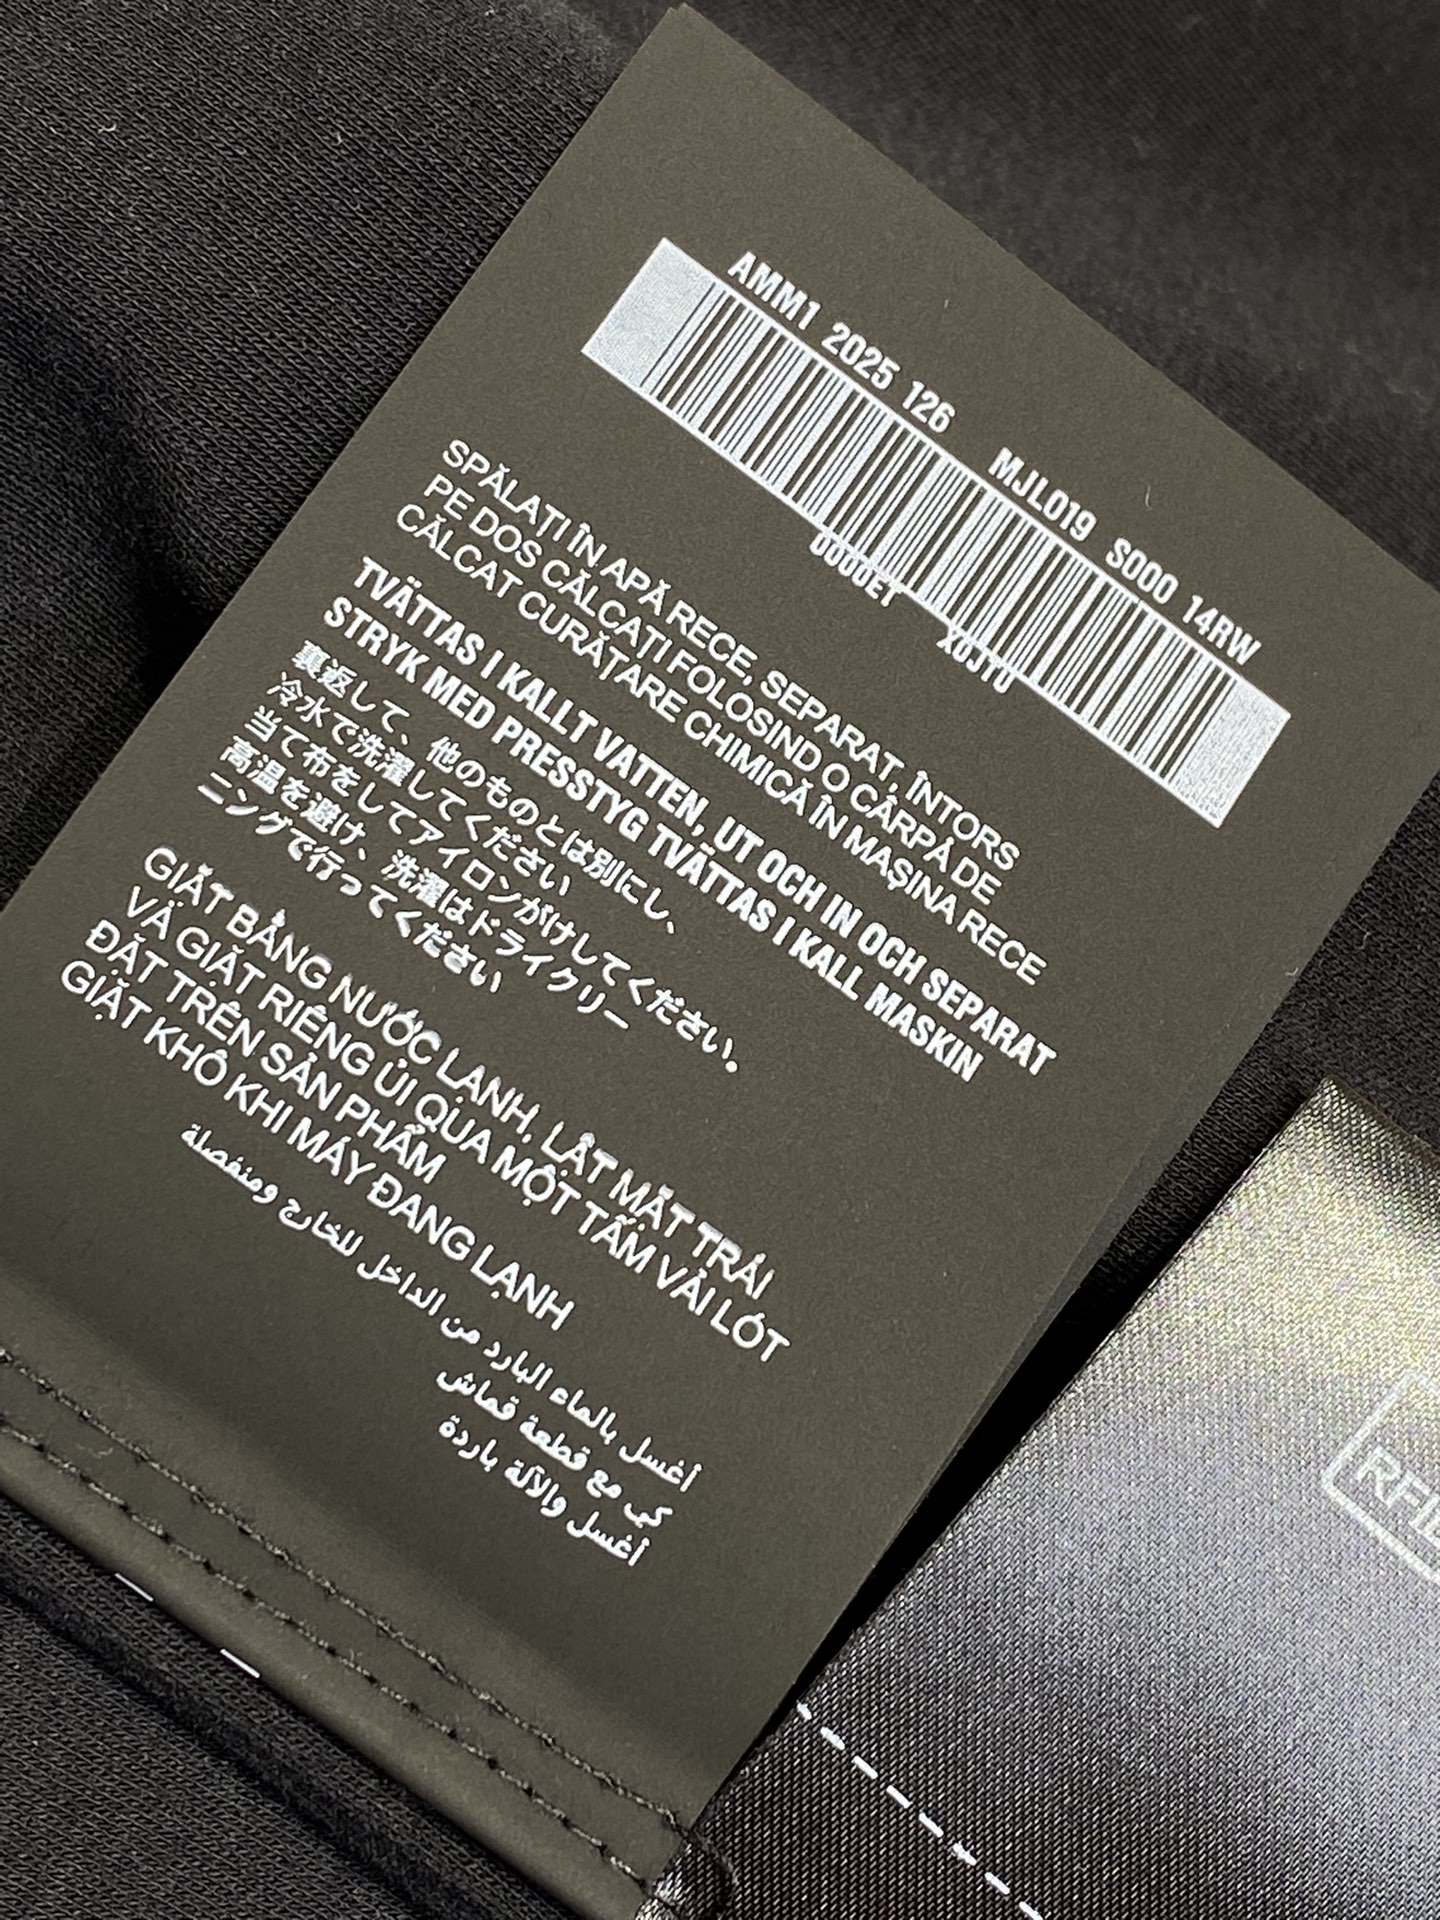 AMM1 2025 126 MJL019 S000 14RW
D000ET X0JTU
SPĂLAȚI ÎN APĂ RECE, SEPARAT, ÎNTORS
PE DOS CĂLCAȚI FOLOSIND O CÂRPĂ DE
CĂLCAT CURĂȚARE CHIMICĂ ÎN MAȘINA RECE
TVÄTTAS I KALLT VATTEN, UT OCH IN OCH SEPARAT
STRYK MED PRESSTYG TVÄTTAS I KALL MASKIN
裏返して、他のものとは別にし、
冷水で洗濯してください
当て布をしてアイロンがけしてください。
高温を避け、洗濯はドライクリー
ニングで行ってください
GIẶT BẰNG NƯỚC LẠNH, LẬT MẶT TRÁI
VÀ GIẶT RIÊNG ỦI QUA MỘT TẤM VẢI LÓT
ĐẶT TRÊN SẢN PHẨM
GIẶT KHÔ KHI MÁY ĐANG LẠNH
أغسل بالماء البارد من الداخل للخارج ومنفصلة
كي مع قطعة قماش
أغسل والآلة باردة